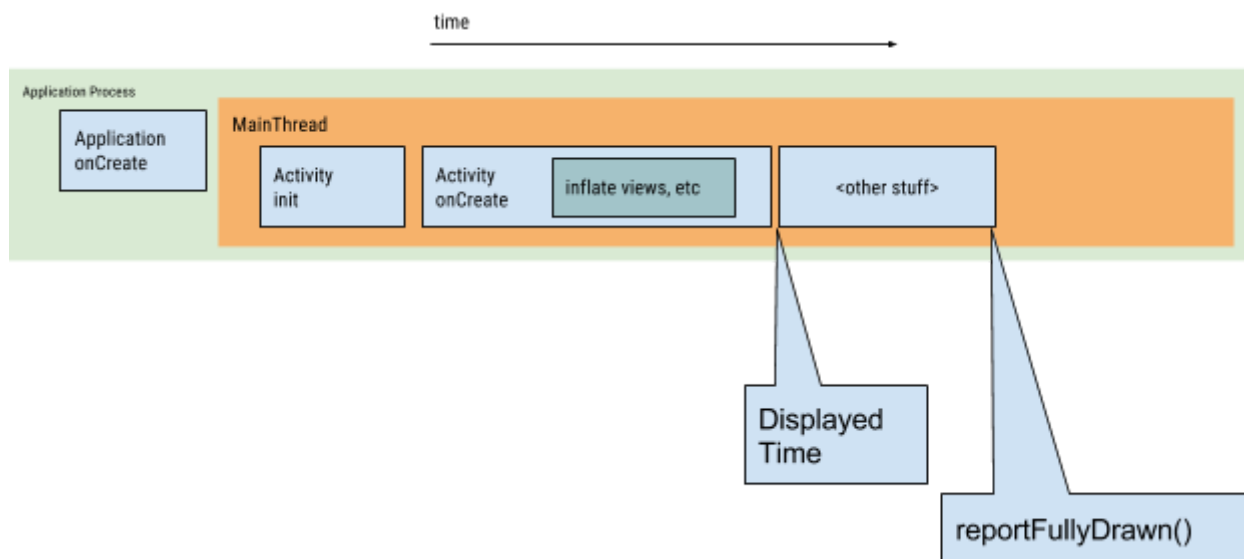 time
Application Process
Application
onCreate
MainThread
Activity
init
Activity
onCreate
inflate views, etc
<other stuff>
Displayed
Time
reportFullyDrawn()